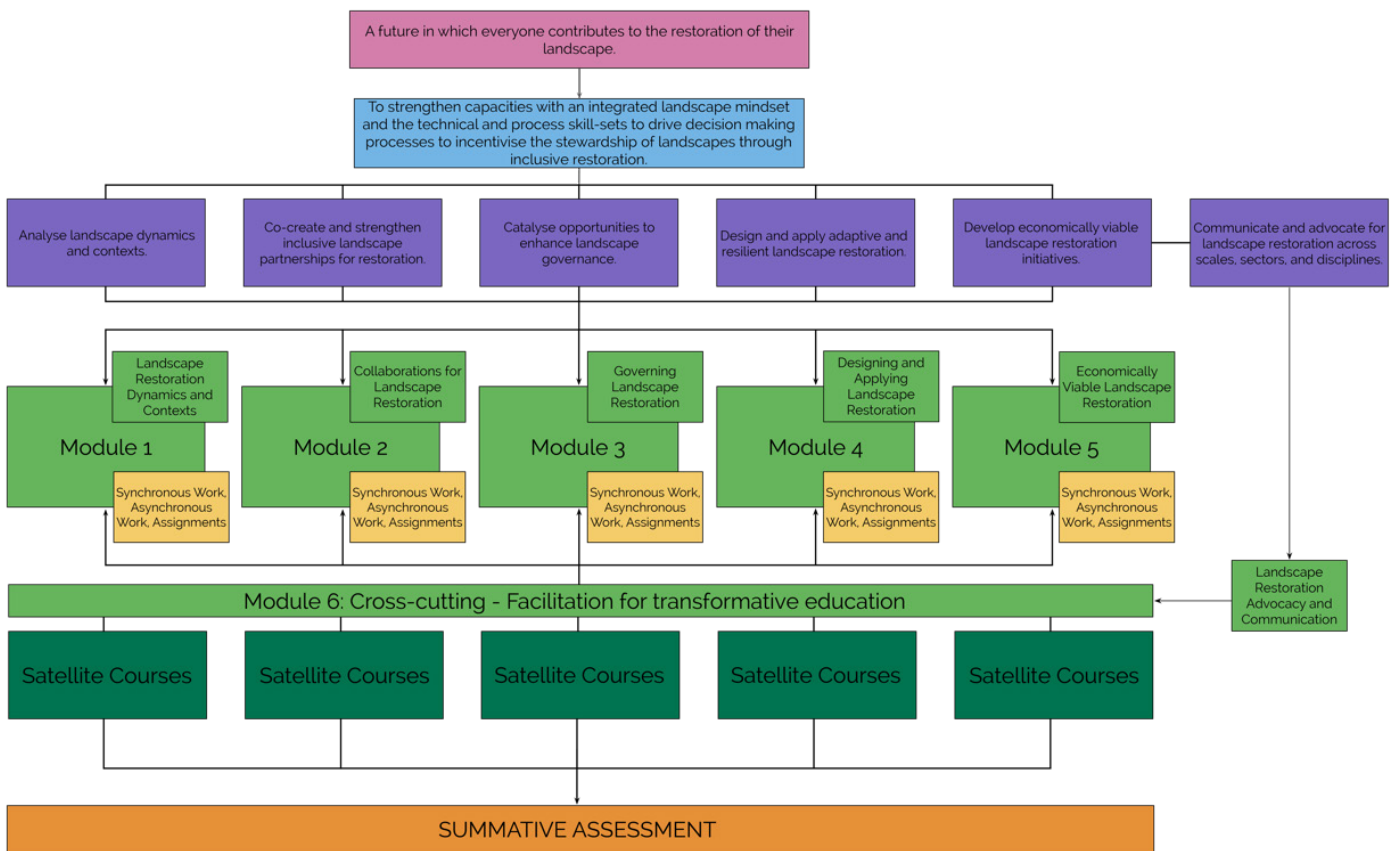 A future in which everyone contributes to the restoration of their
landscape.
To strengthen capacities with an integrated landscape mindset
and the technical and process skill-sets to drive decision making
processes to incentivise the stewardship of landscapes through
inclusive restoration.
Analyse landscape dynamics
and contexts.
Co-create and strengthen
inclusive landscape
partnerships for restoration.
Catalyse opportunities to
enhance landscape
governance.
Design and apply adaptive and
resilient landscape restoration.
Develop economically viable
landscape restoration
initiatives.
Communicate and advocate for
landscape restoration across
scales, sectors, and disciplines.
Landscape
Restoration
Dynamics and
Contexts
Module 1
Synchronous Work,
Asynchronous
Work, Assignments
Collaborations for
Landscape
Restoration
Module 2
Synchronous Work,
Asynchronous
Work, Assignments
Governing
Landscape
Restoration
Module 3
Synchronous Work,
Asynchronous
Work, Assignments
Designing and
Applying
Landscape
Restoration
Module 4
Synchronous Work,
Asynchronous
Work, Assignments
Economically
Viable Landscape
Restoration
Module 5
Synchronous Work,
Asynchronous
Work, Assignments
Landscape
Restoration
Advocacy and
Communication
Module 6: Cross-cutting - Facilitation for transformative education
Satellite Courses
Satellite Courses
Satellite Courses
Satellite Courses
Satellite Courses
SUMMATIVE ASSESSMENT